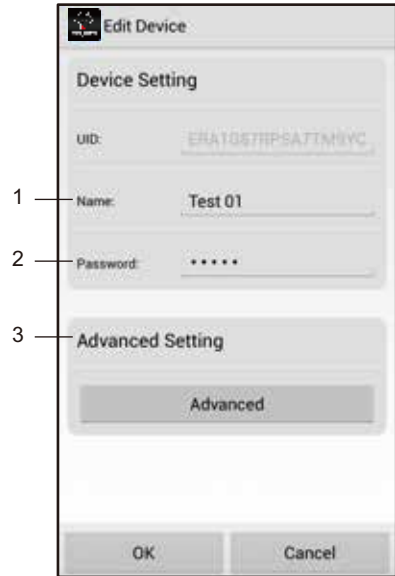 Edit Device
Device Setting
UID:
1 Name: Test 01
2 Password: •••••
3 Advanced Setting
Advanced
OK Cancel